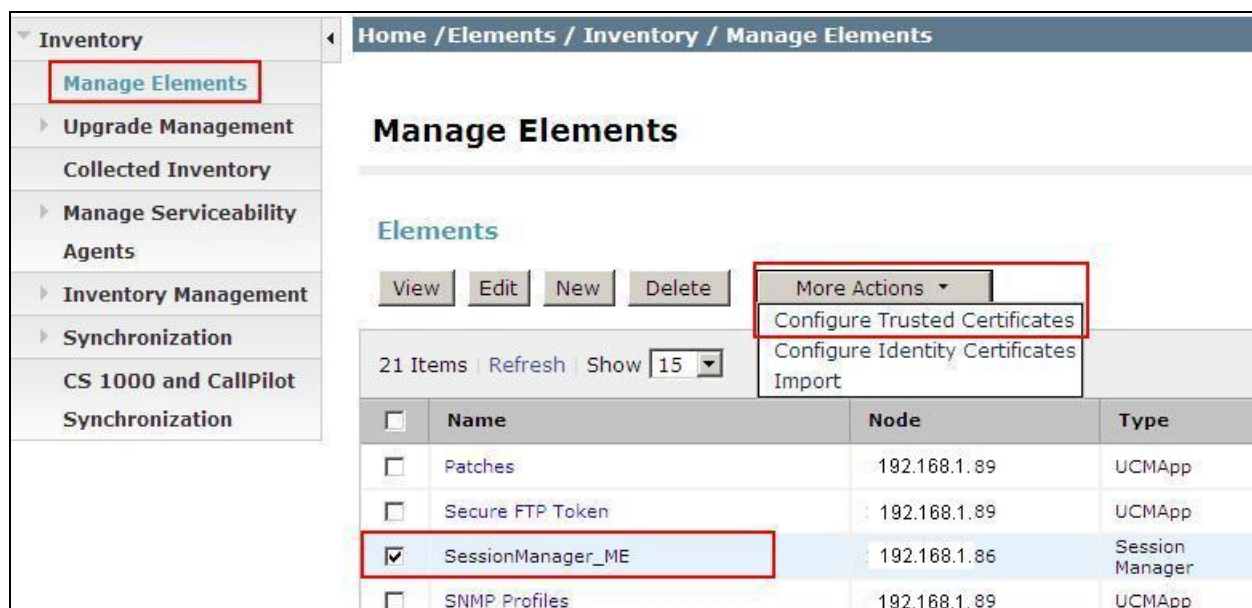 Inventory
Manage Elements
Upgrade Management
Collected Inventory
Manage Serviceability
Agents
Inventory Management
Synchronization
CS 1000 and CallPilot
Synchronization
Home /Elements / Inventory / Manage Elements
Manage Elements
Elements
View Edit New Delete More Actions
Configure Trusted Certificates
Configure Identity Certificates
Import
21 Items Refresh Show 15
Name Node Type
Patches 192.168.1.89 UCMApp
Secure FTP Token 192.168.1.89 UCMApp
SessionManager_ME 192.168.1.86 Session
Manager
SNMP Profiles 192.168.1.89 UCMApp